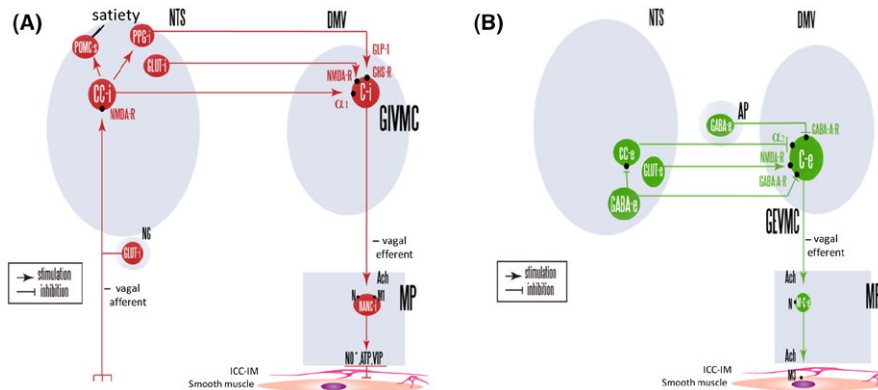 (A)
satiety
NTS
DMV
POMC-s
PPG-i
GLP-1
GLUT-i
NMDA-R
GHS-R
CC-i
α1
C-i
NMDA-R
GIVMC
NG
GLUT-i
– vagal
efferent
stimulation
inhibition
– vagal
afferent
Ach
N
M1
MP
NANC-i
NO˙.ATP.VIP
ICC-IM
Smooth muscle
(B)
NTS
DMV
AP
GABA-e
GABA-A-R
α2
CC-e
C-e
NMDA-R
GLUT-e
GABA-A-R
GABA-e
GEVMC
– vagal
efferent
stimulation
inhibition
Ach
N
Ach
ICC-IM
Smooth muscle